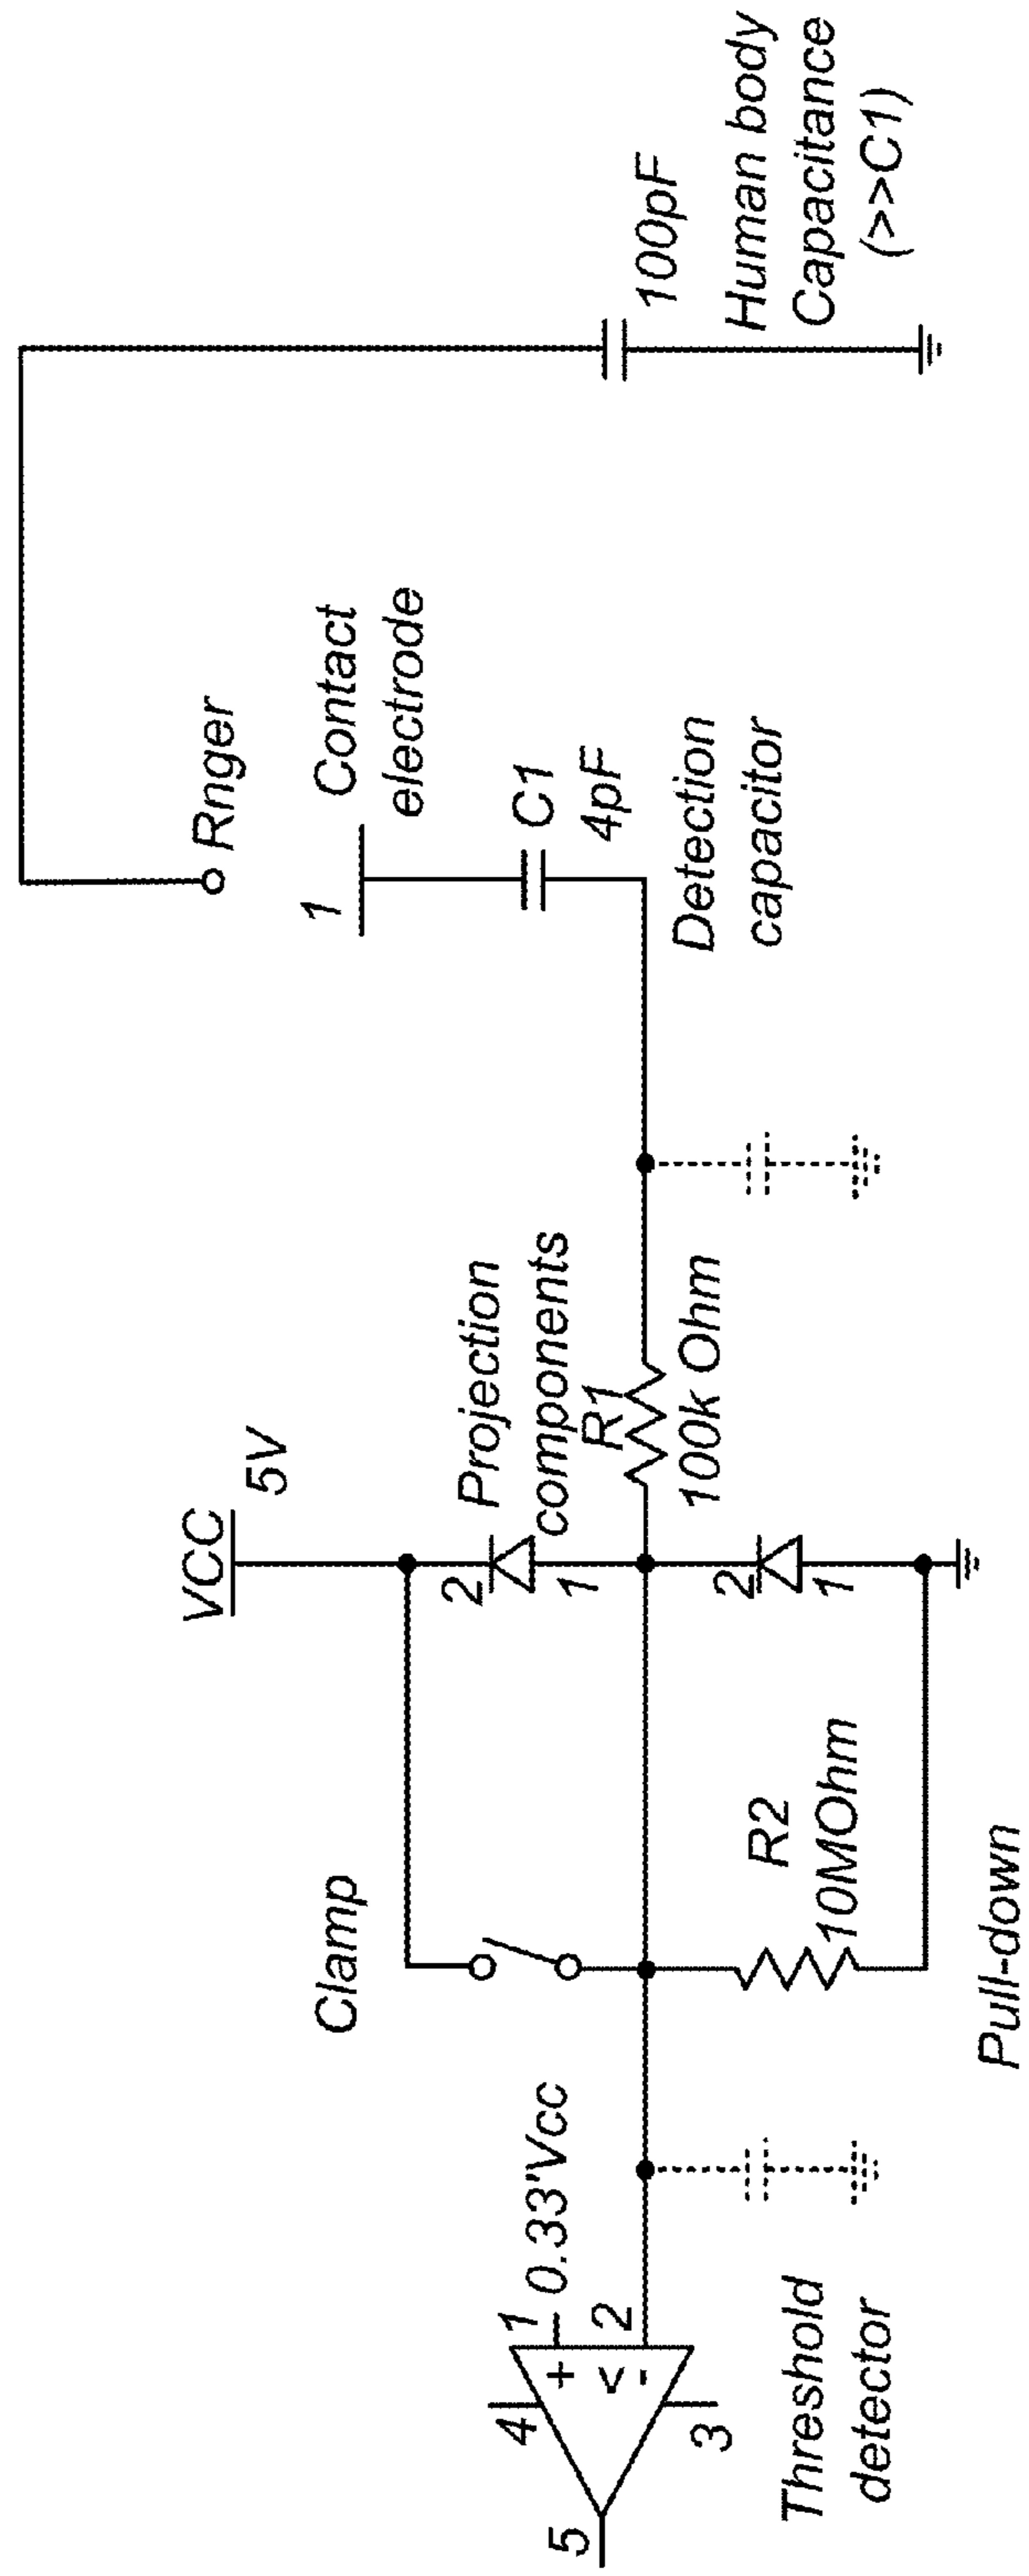 5
4
3
1
+
<
-
2
0.33'Vcc
Threshold
detector
Clamp
R2
10MOhm
Pull-down
VCC
5V
2
1
2
1
Projection
components
R1
100k Ohm
Rnger
1
Contact
electrode
C1
4pF
Detection
capacitor
100pF
Human body
Capacitance
(>>C1)